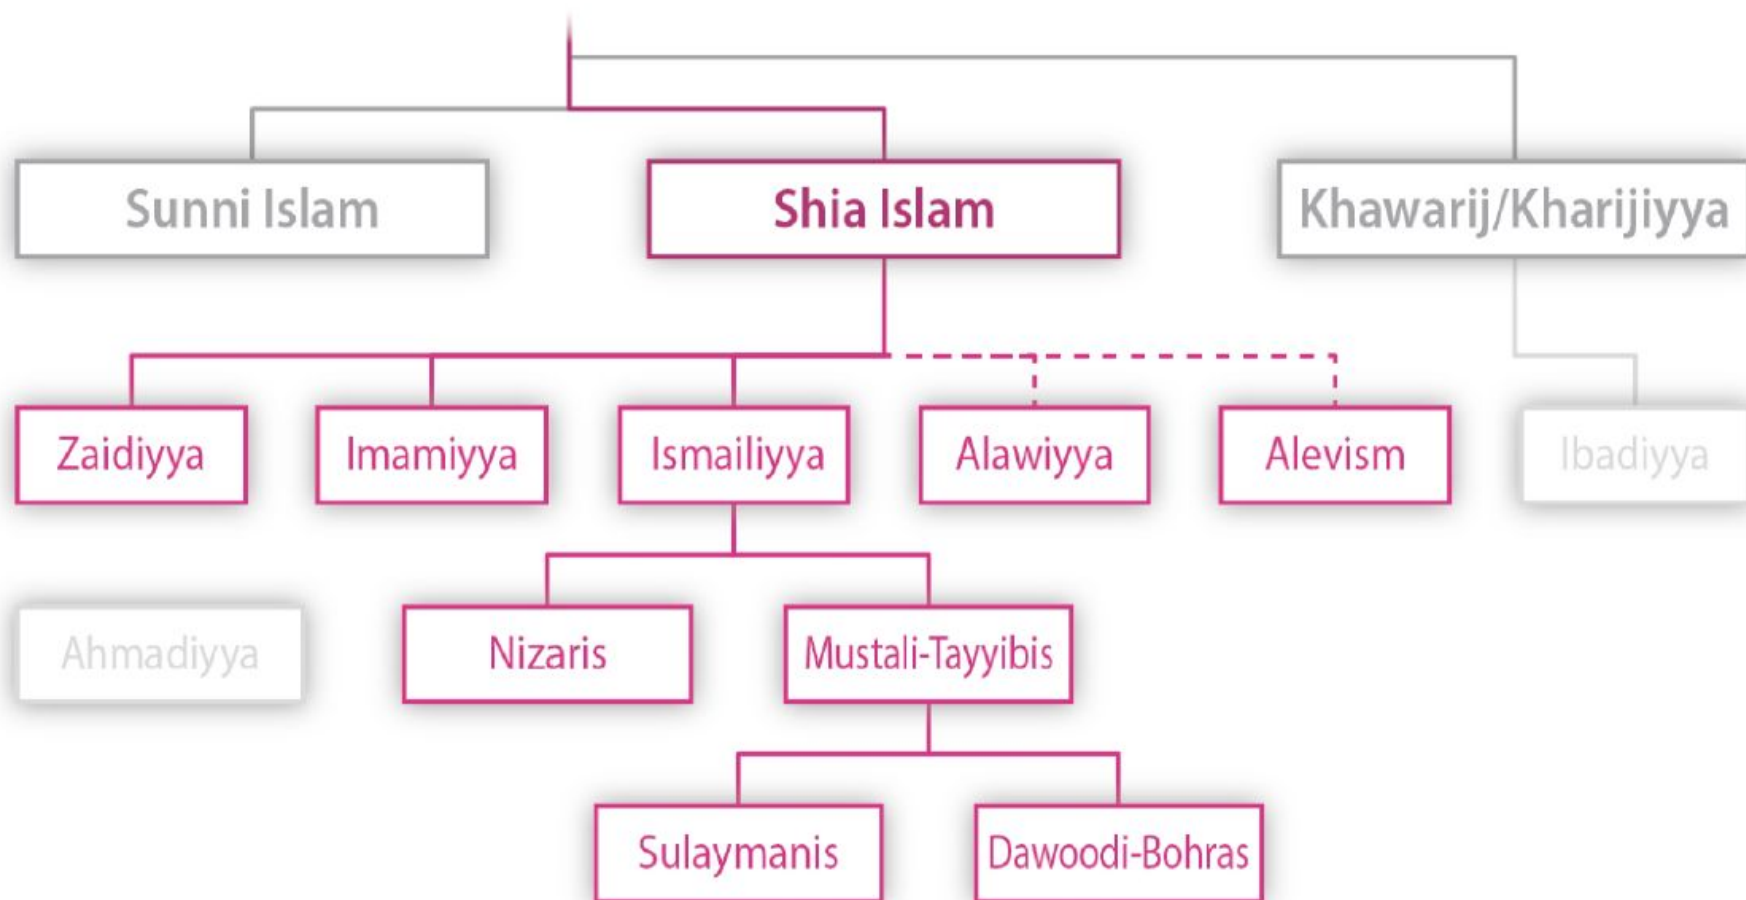 Sunni Islam
Shia Islam
Khawarij/Kharijiyya
Zaidiyya
Imamiyya
Ismailiyya
Alawiyya
Alevism
Ibadiyya
Ahmadiyya
Nizaris
Mustali-Tayyibis
Sulaymanis
Dawoodi-Bohras